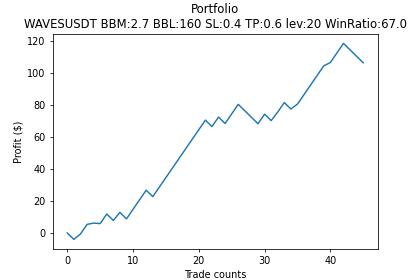 Portfolio
WAVESUSDT BBM:2.7 BBL:160 SL:0.4 TP:0.6 lev:20 WinRatio:67.0
120
100
80
60
40
20
0
Profit ($)
0 10 20 30 40
Trade counts